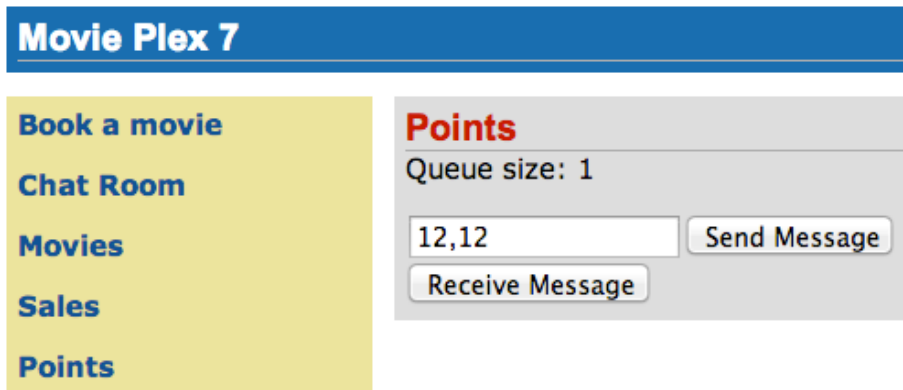 Movie Plex 7
Book a movie
Chat Room
Movies
Sales
Points
Points
Queue size: 1
12,12 Send Message
Receive Message